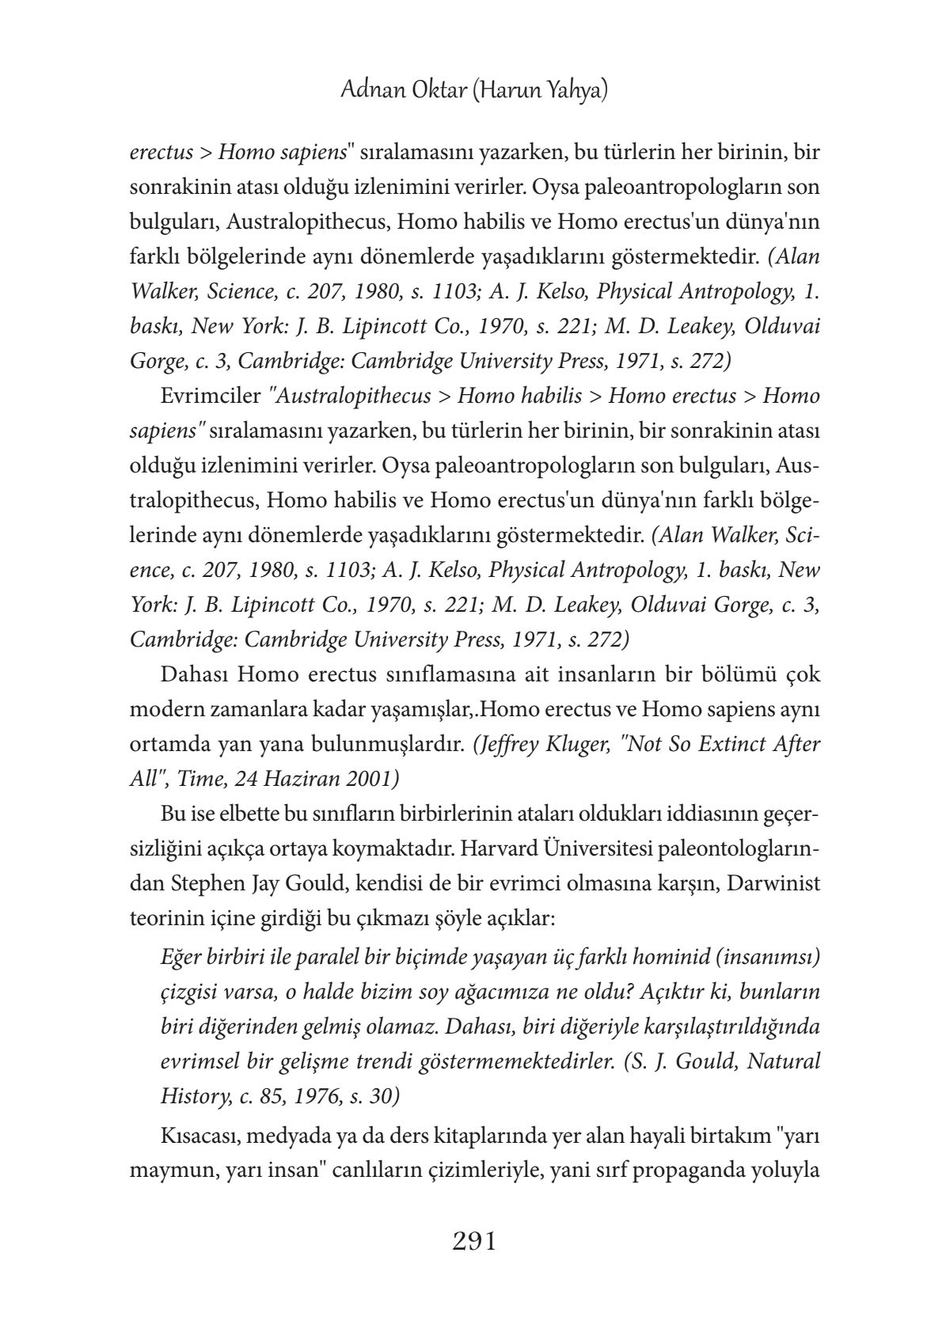 Adnan Oktar (Harun Yahya)
erectus > Homo sapiens" sıralamasını yazarken, bu türlerin her birinin, bir
sonrakinin atası olduğu izlenimini verirler. Oysa paleoantropologların son
bulguları, Australopithecus, Homo habilis ve Homo erectus'un dünya'nın
farklı bölgelerinde aynı dönemlerde yaşadıklarını göstermektedir. (Alan
Walker, Science, c. 207, 1980, s. 1103; A. J. Kelso, Physical Antropology, 1.
baskı, New York: J. B. Lipincott Co., 1970, s. 221; M. D. Leakey, Olduvai
Gorge, c. 3, Cambridge: Cambridge University Press, 1971, s. 272)
Evrimciler "Australopithecus > Homo habilis > Homo erectus > Homo
sapiens" sıralamasını yazarken, bu türlerin her birinin, bir sonrakinin atası
olduğu izlenimini verirler. Oysa paleoantropologların son bulguları, Aus-
tralopithecus, Homo habilis ve Homo erectus'un dünya'nın farklı bölge-
lerinde aynı dönemlerde yaşadıklarını göstermektedir. (Alan Walker, Sci-
ence, c. 207, 1980, s. 1103; A. J. Kelso, Physical Antropology, 1. baskı, New
York: J. B. Lipincott Co., 1970, s. 221; M. D. Leakey, Olduvai Gorge, c. 3,
Cambridge: Cambridge University Press, 1971, s. 272)
Dahası Homo erectus sınıflamasına ait insanların bir bölümü çok
modern zamanlara kadar yaşamışlar,.Homo erectus ve Homo sapiens aynı
ortamda yan yana bulunmuşlardır. (Jeffrey Kluger, "Not So Extinct After
All", Time, 24 Haziran 2001)
Bu ise elbette bu sınıfların birbirlerinin ataları oldukları iddiasının geçer-
sizliğini açıkça ortaya koymaktadır. Harvard Üniversitesi paleontologların-
dan Stephen Jay Gould, kendisi de bir evrimci olmasına karşın, Darwinist
teorinin içine girdiği bu çıkmazı şöyle açıklar:
Eğer birbiri ile paralel bir biçimde yaşayan üç farklı hominid (insanımsı)
çizgisi varsa, o halde bizim soy ağacımıza ne oldu? Açıktır ki, bunların
biri diğerinden gelmiş olamaz. Dahası, biri diğeriyle karşılaştırıldığında
evrimsel bir gelişme trendi göstermemektedirler. (S. J. Gould, Natural
History, c. 85, 1976, s. 30)
Kısacası, medyada ya da ders kitaplarında yer alan hayali birtakım "yarı
maymun, yarı insan" canlıların çizimleriyle, yani sırf propaganda yoluyla
291